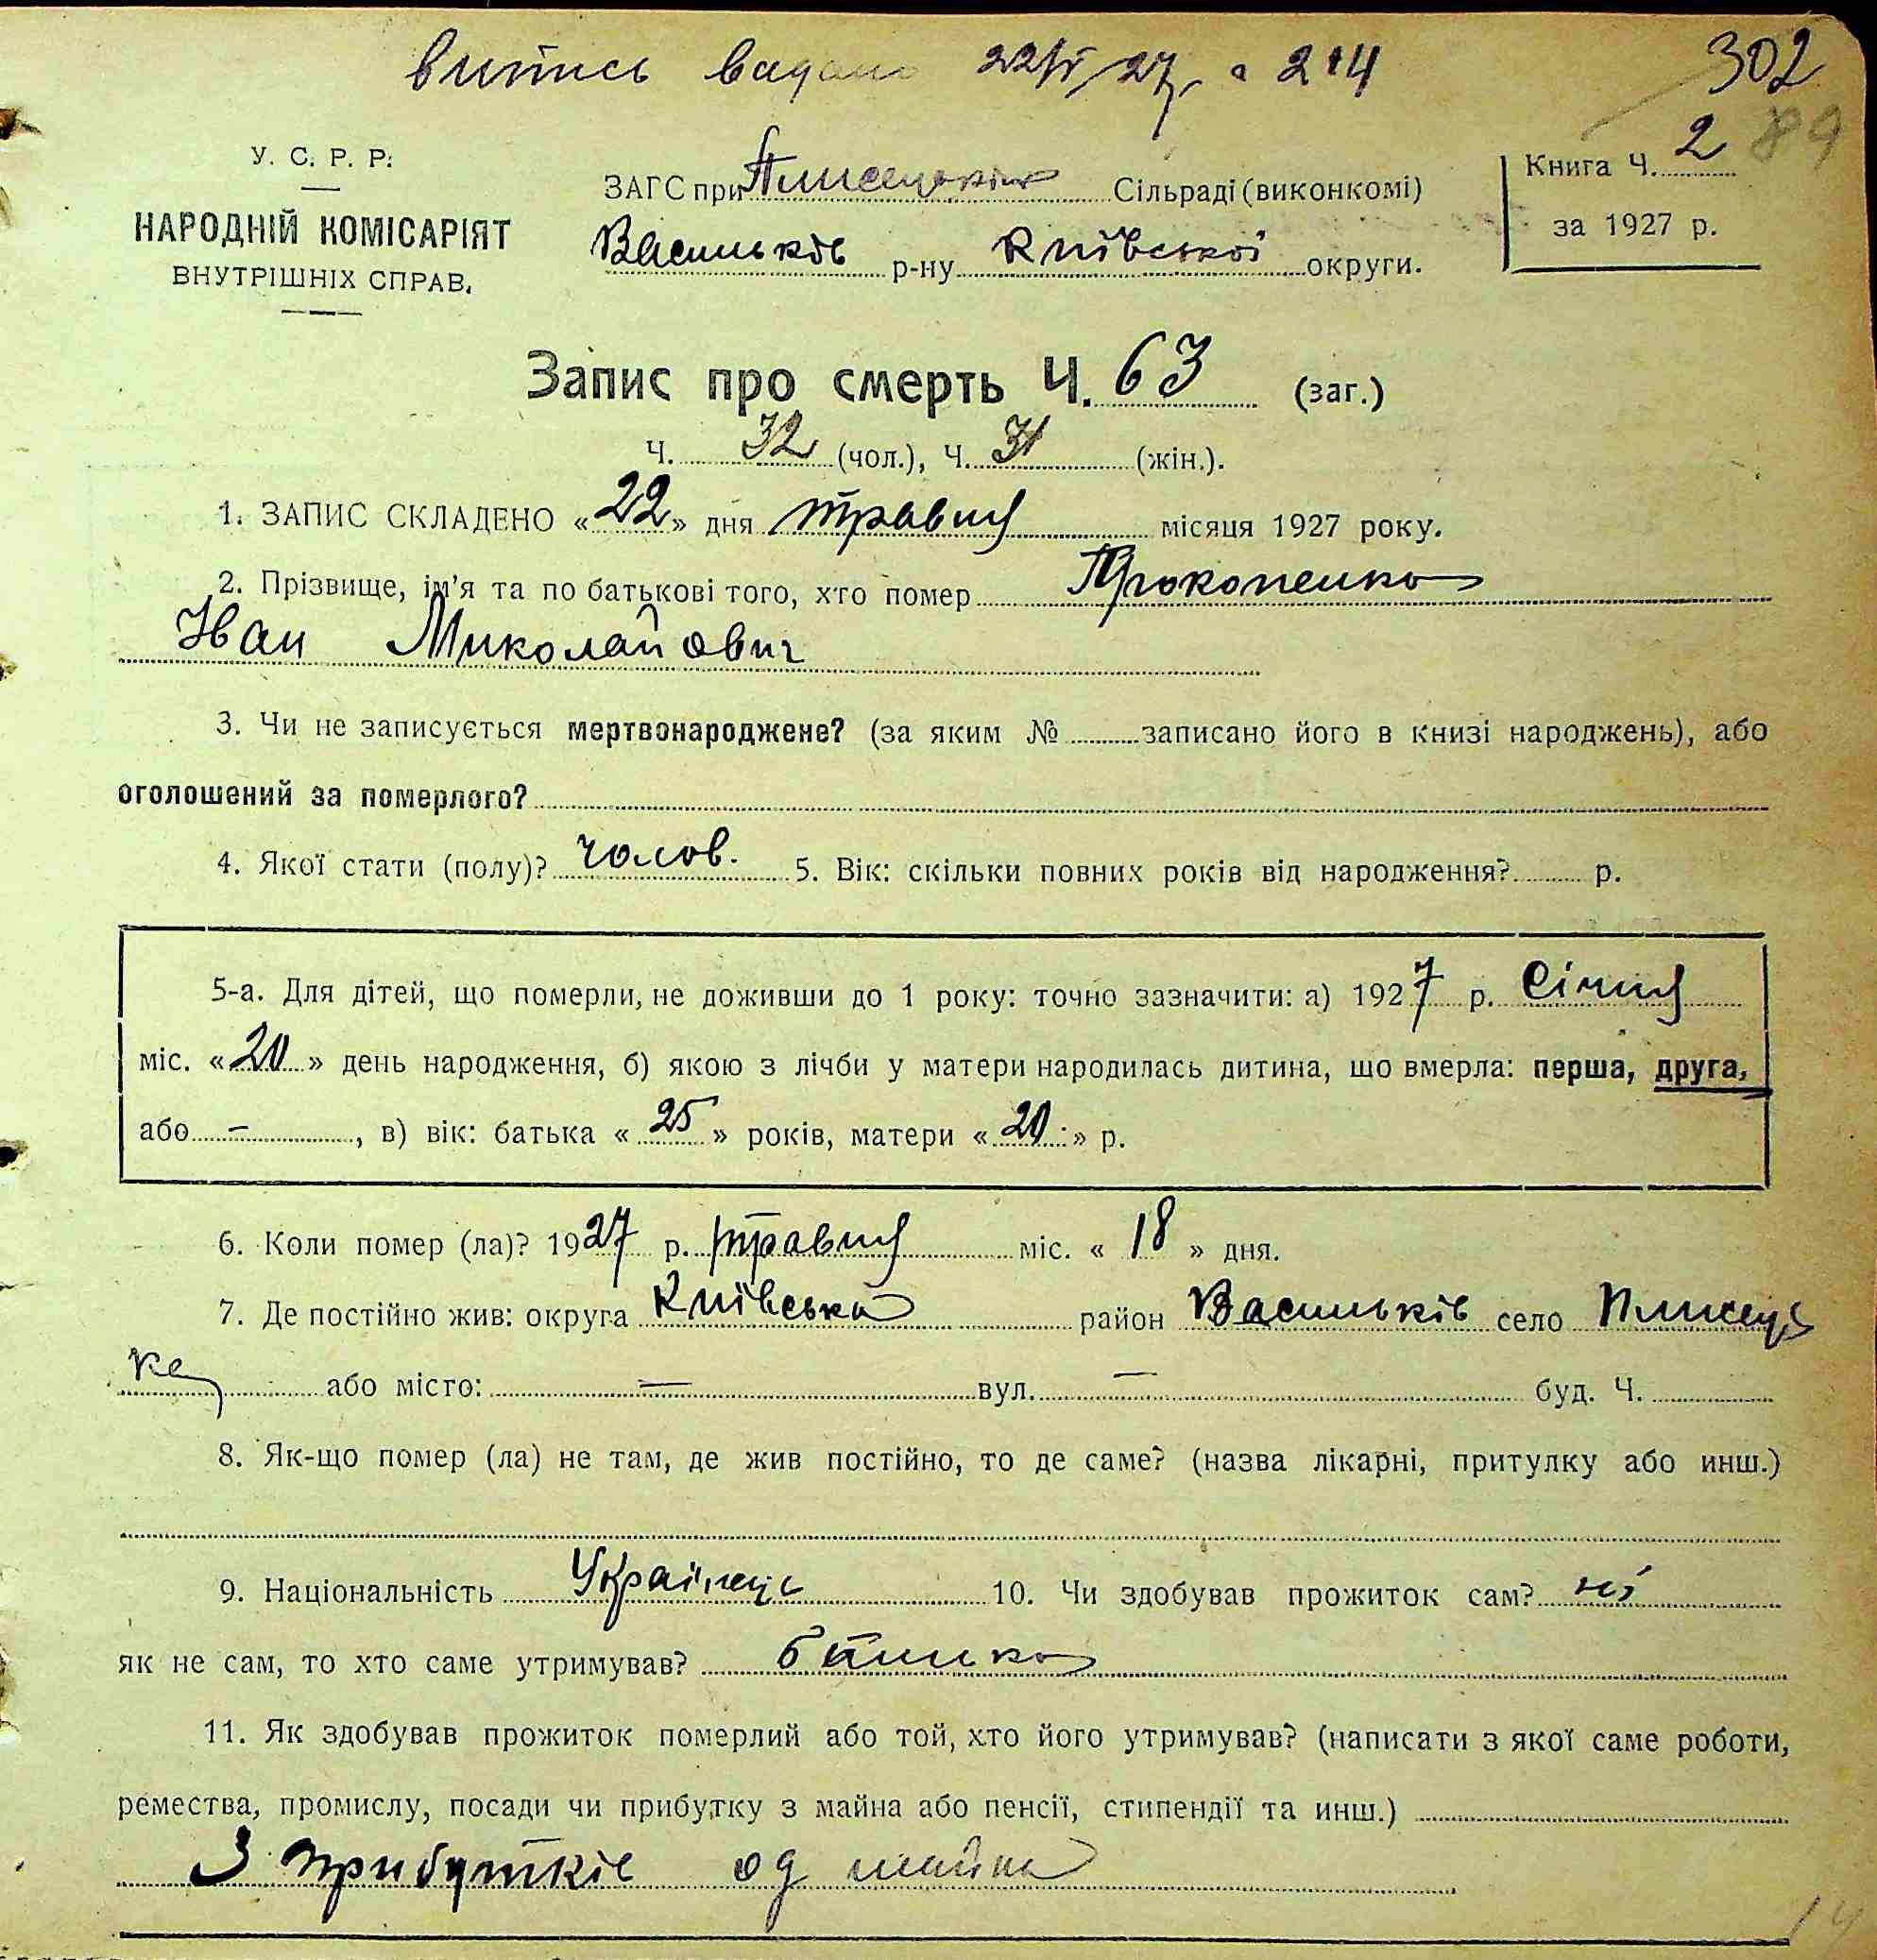 витись видано 22/V 27 214
302
89
У. С. Р. Р.
НАРОДНІЙ КОМІСАРІЯТ
ВНУТРІШНІХ СПРАВ.
ЗАГС при Плисецькій Сільраді (виконкомі)
Васильків р-ну Київської округи.
Книга Ч. 2
за 1927 р.
Запис про смерть Ч. 63 (заг.)
Ч. 32 (чол.), Ч. 31 (жін.).
1. ЗАПИС СКЛАДЕНО «22» дня травня місяця 1927 року.
2. Прізвище, ім'я та по батькові того, хто помер Прокопенко
Іван Миколайович
3. Чи не записується мертвонароджене? (за яким № записано його в книзі народжень), або
оголошений за померлого?
4. Якої стати (полу)? чолов. 5. Вік: скільки повних років від народження? р.
5-а. Для дітей, що померли, не доживши до 1 року: точно зазначити: а) 1927 р. Січня
міс. «20» день народження, б) якою з лічби у матери народилась дитина, що вмерла: перша, друга,
або – , в) вік: батька «25» років, матери «20» р.
6. Коли помер (ла)? 1927 р. травня міс. «18» дня.
7. Де постійно жив: округа Київська район Васильків село Плисець
ке або місто: — вул. — буд. Ч.
8. Як-що помер (ла) не там, де жив постійно, то де саме? (назва лікарні, притулку або инш.)
9. Національність Українець 10. Чи здобував прожиток сам? ні
як не сам, то хто саме утримував? батько
11. Як здобував прожиток померлий або той, хто його утримував? (написати з якої саме роботи,
ремества, промислу, посади чи прибутку з майна або пенсії, стипендії та инш.)
З прибутків од майна
14